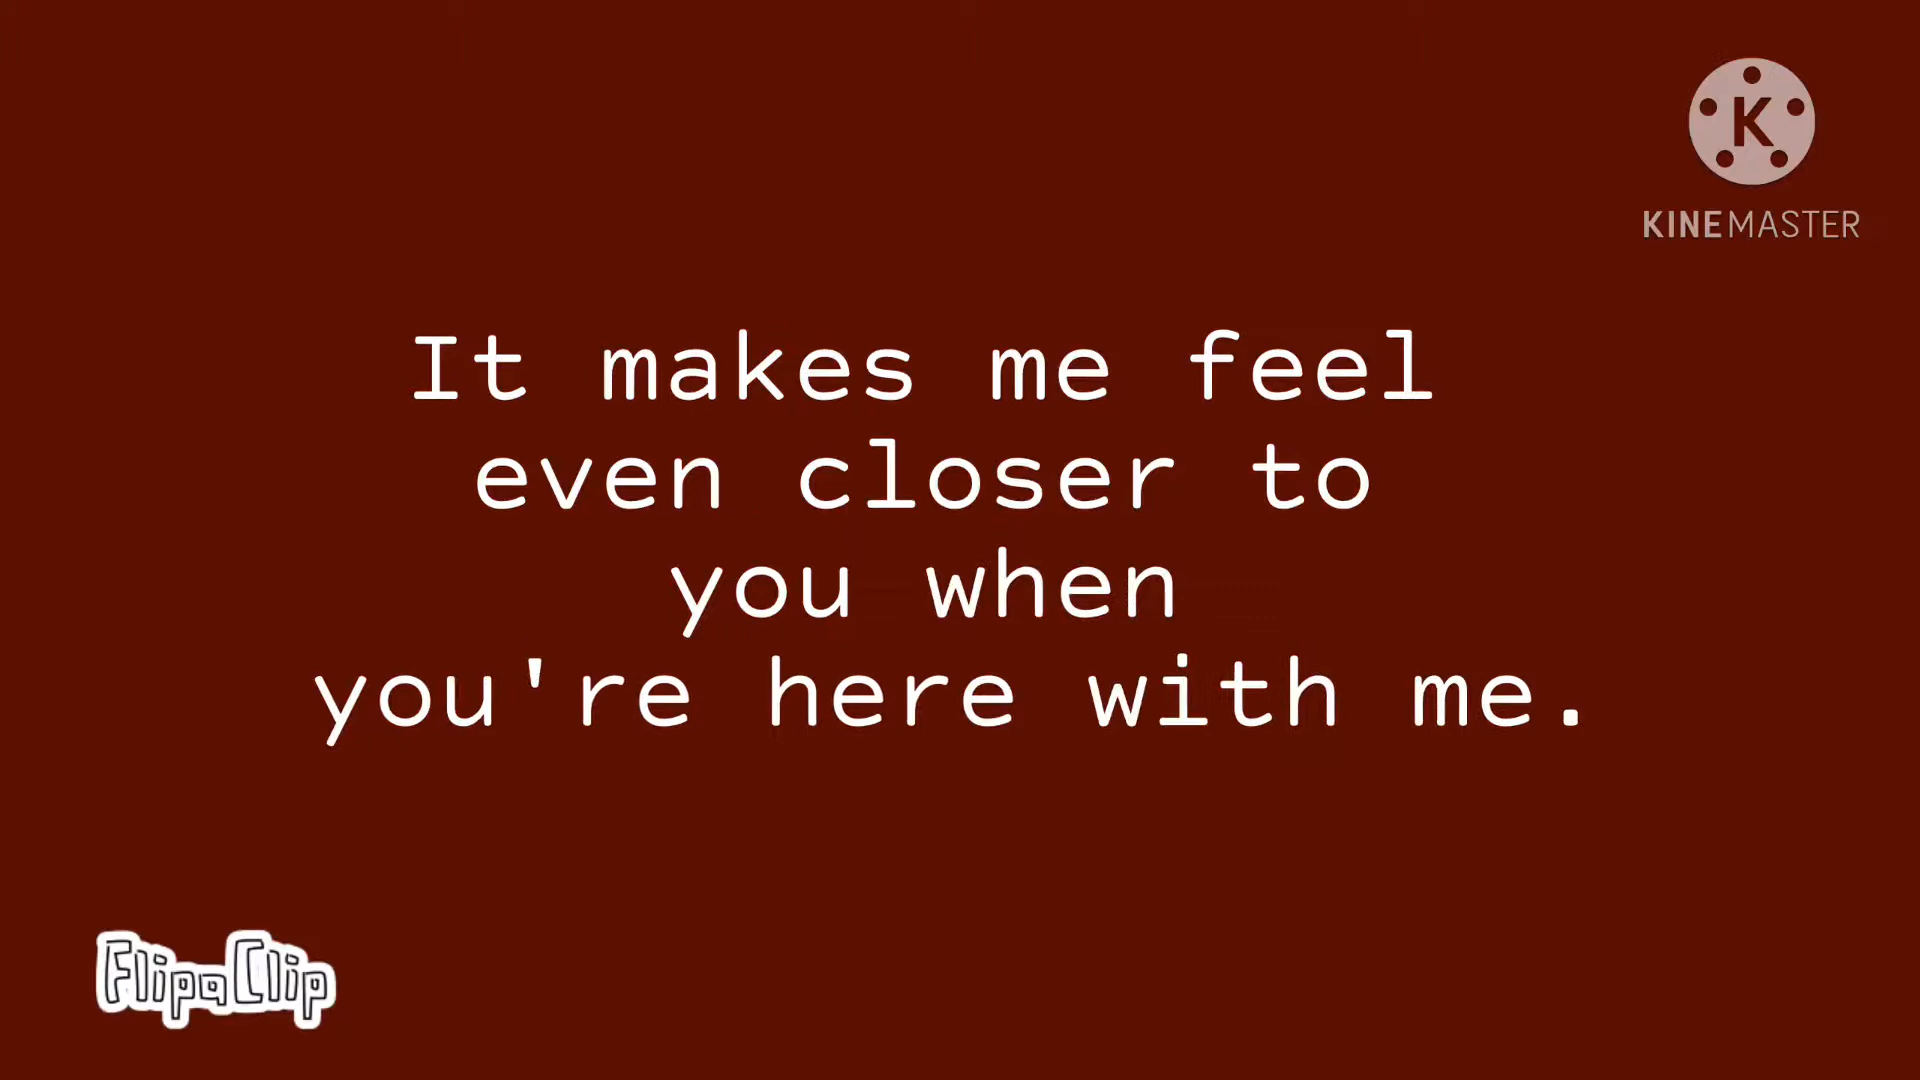 K
KINEMASTER
It makes me feel
even closer to
you when
you're here with me.
FlipaClip